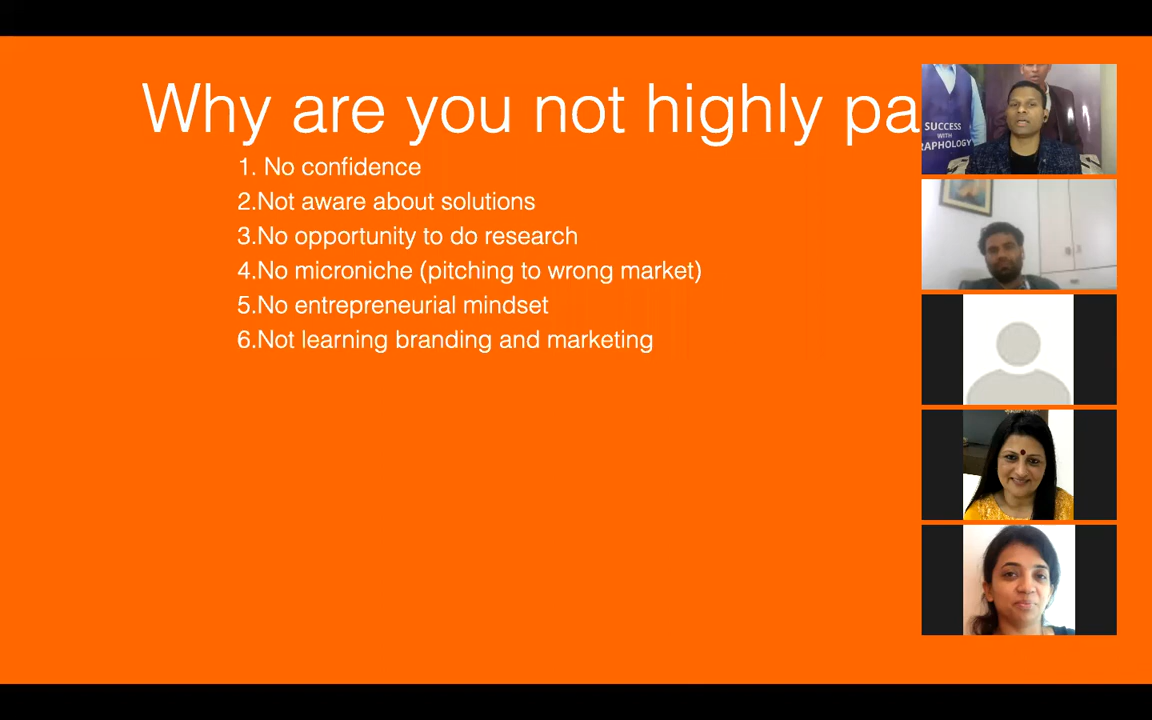 Why are you not highly pa
1. No confidence
2.Not aware about solutions
3.No opportunity to do research
4.No microniche (pitching to wrong market)
5.No entrepreneurial mindset
6.Not learning branding and marketing
SUCCESS
WITH
RAPHOLOGY